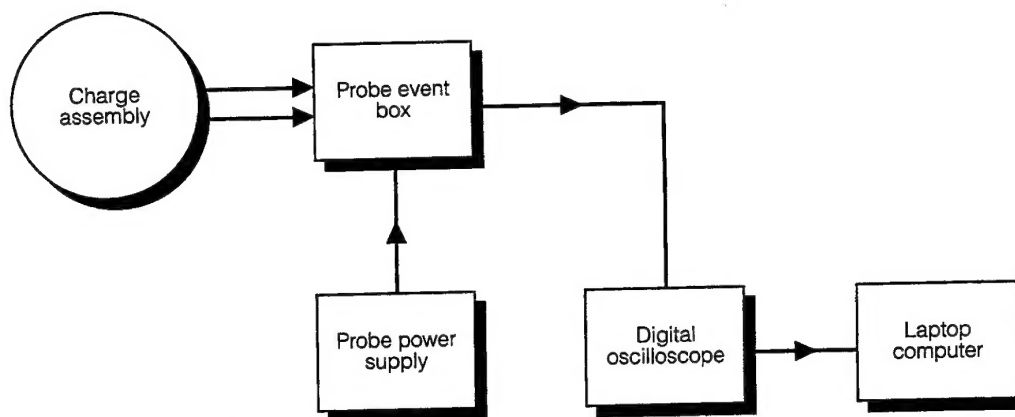 Charge
assembly
Probe event
box
Probe power
supply
Digital
oscilloscope
Laptop
computer